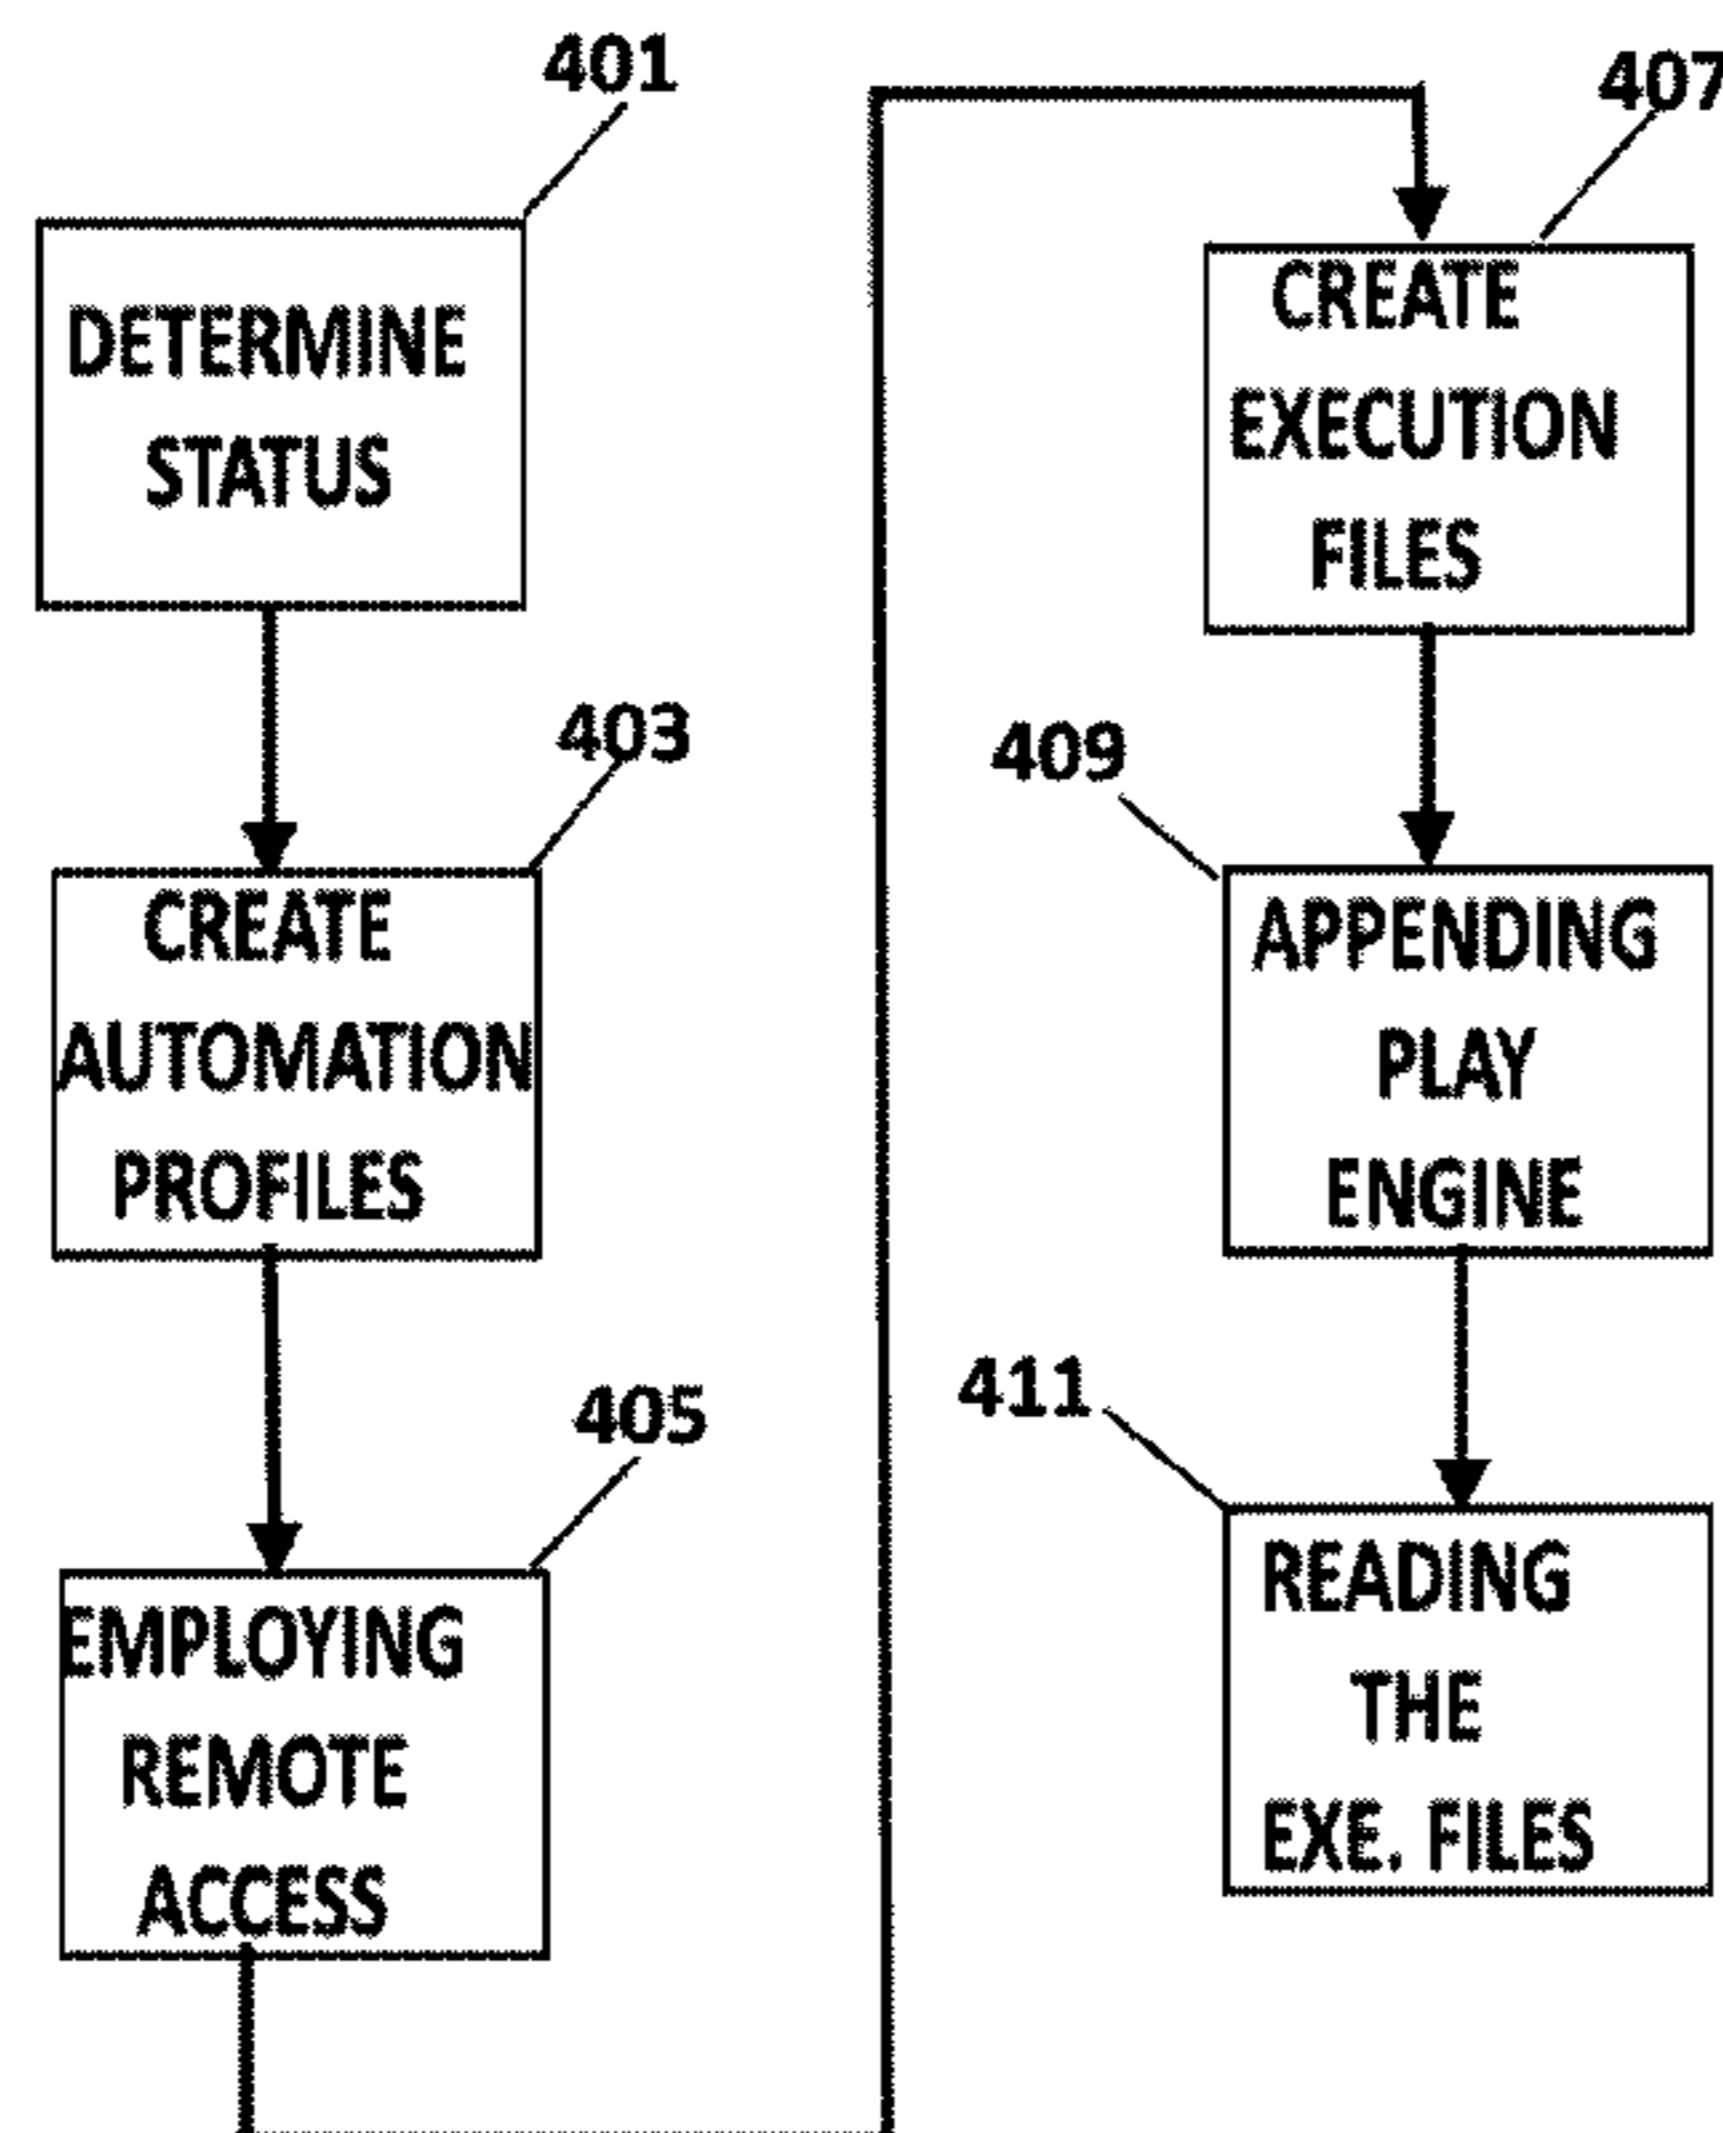 401
DETERMINE
STATUS
403
CREATE
AUTOMATION
PROFILES
405
EMPLOYING
REMOTE
ACCESS
407
CREATE
EXECUTION
FILES
409
APPENDING
PLAY
ENGINE
411
READING
THE
EXE. FILES